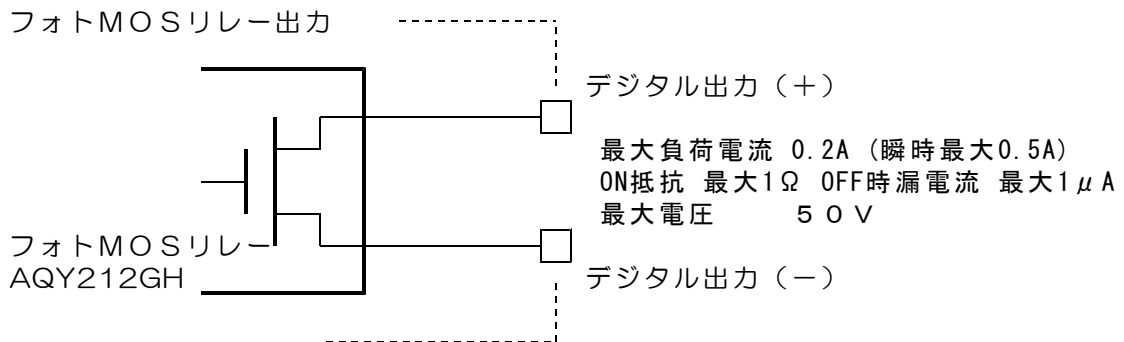 フォトMOSリレー出力
デジタル出力（＋）
最大負荷電流 0.2A (瞬時最大0.5A)
ON抵抗 最大1Ω OFF時漏電流 最大1μA
最大電圧 50V
フォトMOSリレー
AQY212GH
デジタル出力（－）